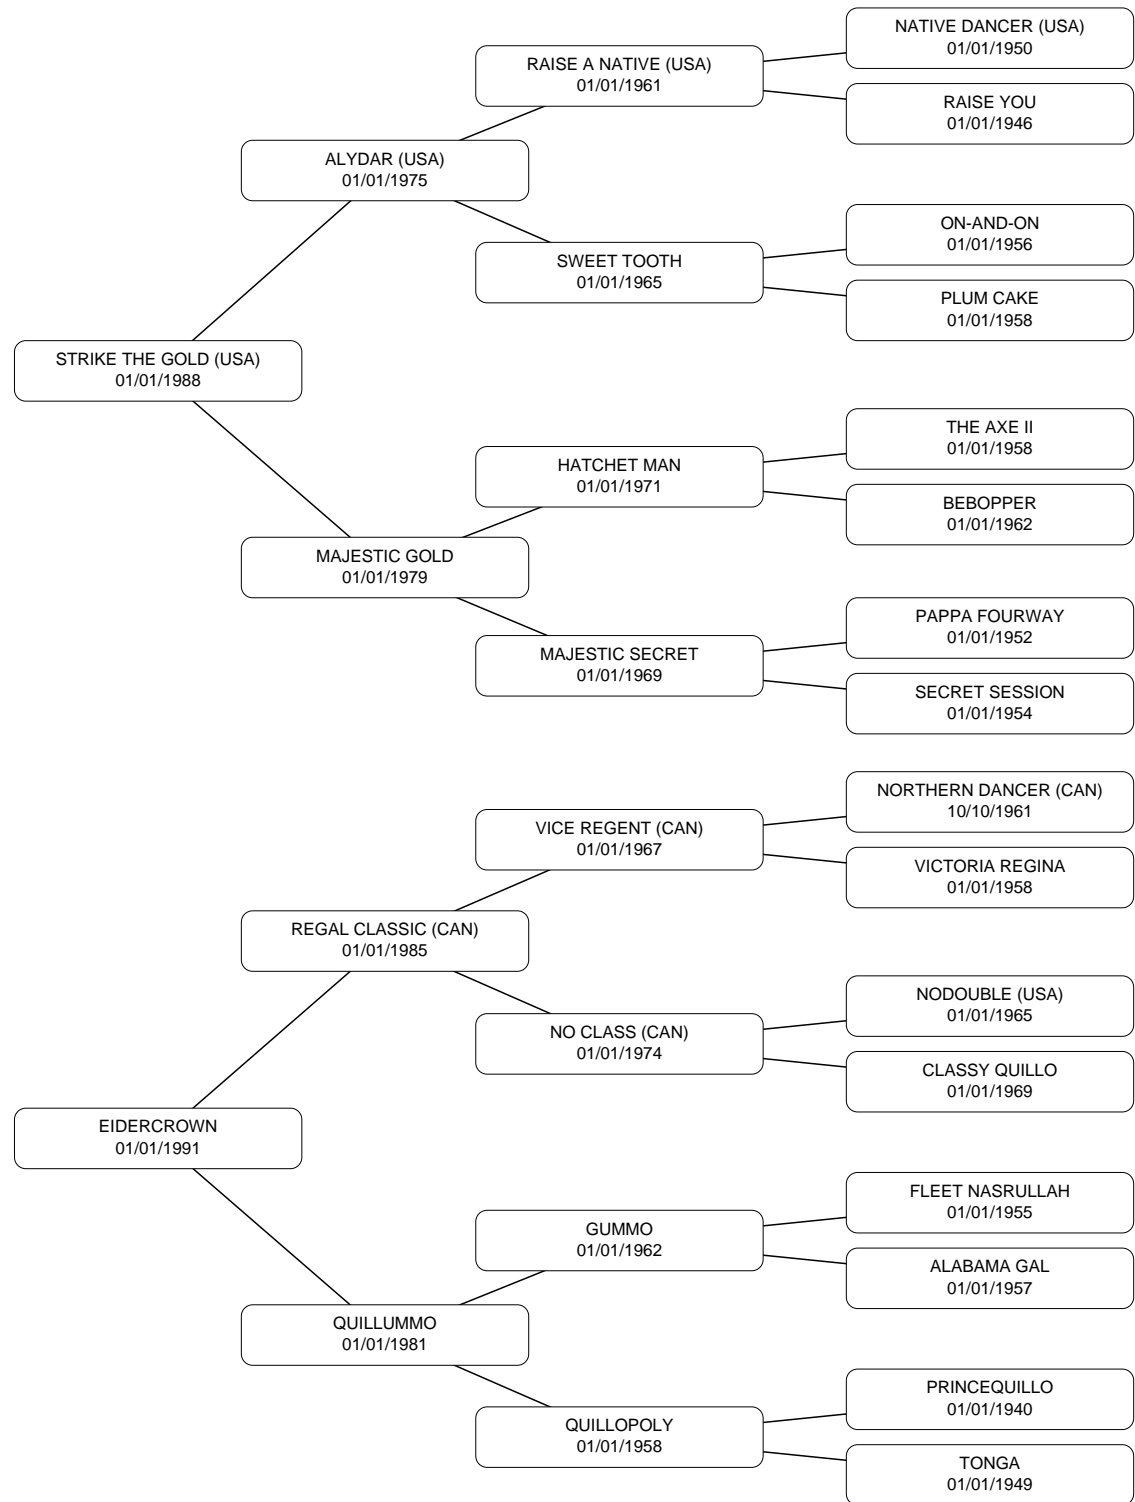 NATIVE DANCER (USA)
01/01/1950
RAISE A NATIVE (USA)
01/01/1961
RAISE YOU
01/01/1946
ALYDAR (USA)
01/01/1975
ON-AND-ON
01/01/1956
SWEET TOOTH
01/01/1965
PLUM CAKE
01/01/1958
STRIKE THE GOLD (USA)
01/01/1988
THE AXE II
01/01/1958
HATCHET MAN
01/01/1971
BEBOPPER
01/01/1962
MAJESTIC GOLD
01/01/1979
PAPPA FOURWAY
01/01/1952
MAJESTIC SECRET
01/01/1969
SECRET SESSION
01/01/1954
NORTHERN DANCER (CAN)
10/10/1961
VICE REGENT (CAN)
01/01/1967
VICTORIA REGINA
01/01/1958
REGAL CLASSIC (CAN)
01/01/1985
NODOUBLE (USA)
01/01/1965
NO CLASS (CAN)
01/01/1974
CLASSY QUILLO
01/01/1969
EIDERCROWN
01/01/1991
FLEET NASRULLAH
01/01/1955
GUMMO
01/01/1962
ALABAMA GAL
01/01/1957
QUILLUMMO
01/01/1981
PRINCEQUILLO
01/01/1940
QUILLOPOLY
01/01/1958
TONGA
01/01/1949